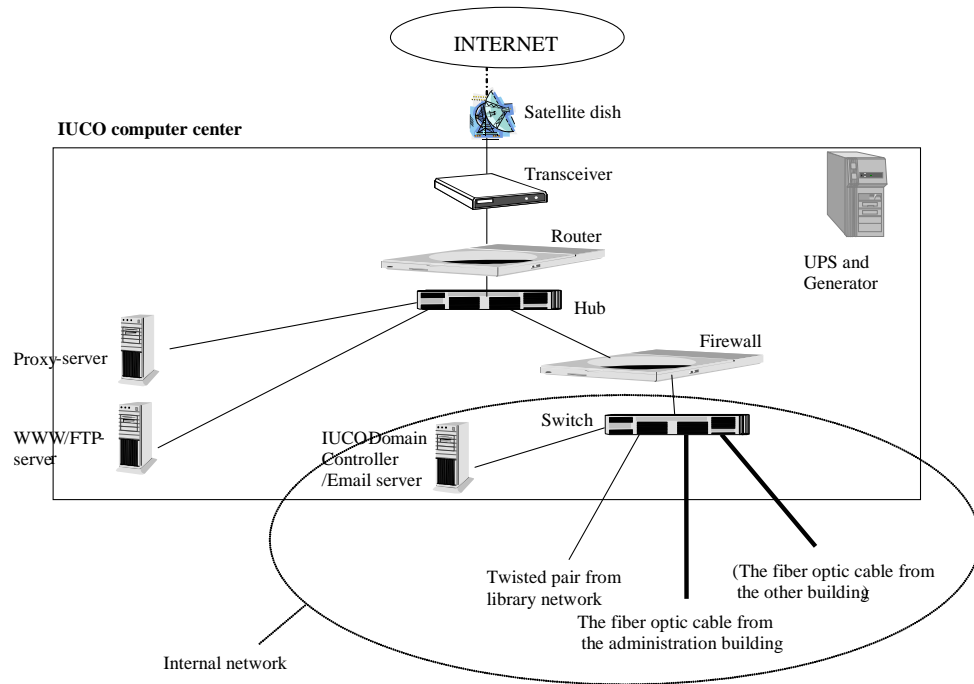 INTERNET
Satellite dish
IUCO computer center
Transceiver
Router
UPS and
Generator
Hub
Firewall
Proxy-server
Switch
WWW/FTP-
server
IUCODomain
Controller
/Email server
Twisted pair from
library network
(The fiber optic cable from
the other building)
The fiber optic cable from
the administration building
Internal network